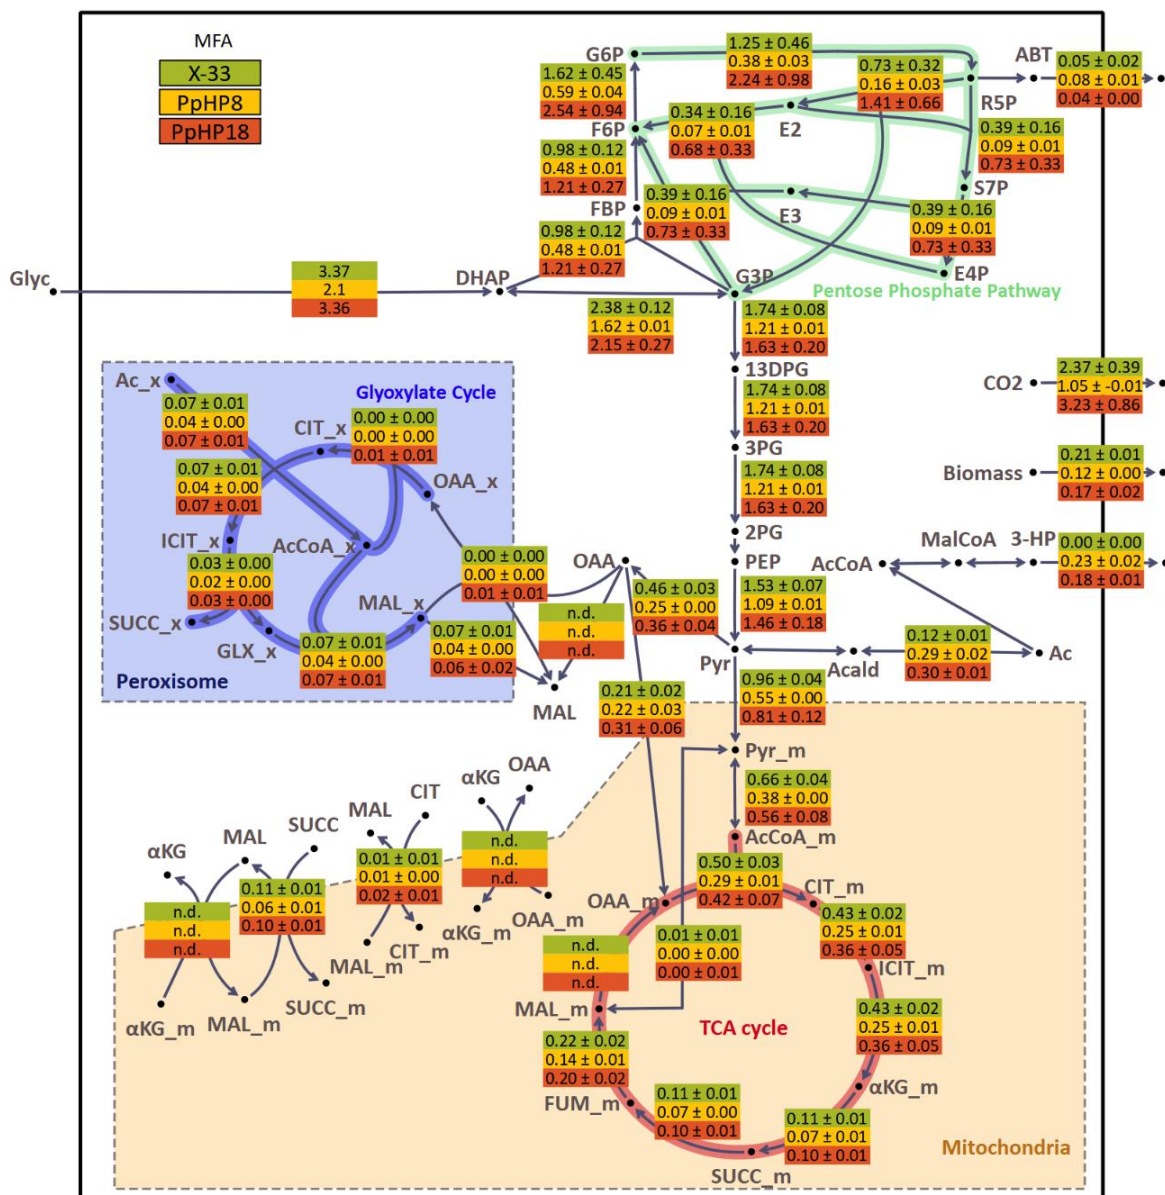 MFA
X-33
PpHP8
PpHP18
G6P
1.25 ± 0.46
0.38 ± 0.03
2.24 ± 0.98
0.73 ± 0.32
0.16 ± 0.03
1.41 ± 0.66
ABT
0.05 ± 0.02
0.08 ± 0.01
0.04 ± 0.00
1.62 ± 0.45
0.59 ± 0.04
2.54 ± 0.94
R5P
F6P
0.34 ± 0.16
0.07 ± 0.01
0.68 ± 0.33
E2
0.39 ± 0.16
0.09 ± 0.01
0.73 ± 0.33
0.98 ± 0.12
0.48 ± 0.01
1.21 ± 0.27
S7P
FBP
0.39 ± 0.16
0.09 ± 0.01
0.73 ± 0.33
E3
0.39 ± 0.16
0.09 ± 0.01
0.73 ± 0.33
0.98 ± 0.12
0.48 ± 0.01
1.21 ± 0.27
Glyc
3.37
2.1
3.36
DHAP
G3P
E4P
Pentose Phosphate Pathway
2.38 ± 0.12
1.62 ± 0.01
2.15 ± 0.27
1.74 ± 0.08
1.21 ± 0.01
1.63 ± 0.20
13DPG
1.74 ± 0.08
1.21 ± 0.01
1.63 ± 0.20
CO2
2.37 ± 0.39
1.05 ± -0.01
3.23 ± 0.86
Ac_x
Glyoxylate Cycle
0.07 ± 0.01
0.04 ± 0.00
0.07 ± 0.01
0.00 ± 0.00
0.00 ± 0.00
0.01 ± 0.01
CIT_x
3PG
1.74 ± 0.08
1.21 ± 0.01
1.63 ± 0.20
Biomass
0.21 ± 0.01
0.12 ± 0.00
0.17 ± 0.02
0.07 ± 0.01
0.04 ± 0.00
0.07 ± 0.01
OAA_x
2PG
ICIT_x
AcCoA_x
0.03 ± 0.00
0.02 ± 0.00
0.03 ± 0.00
0.00 ± 0.00
0.00 ± 0.00
0.01 ± 0.01
OAA
PEP
AcCoA
MalCoA
3-HP
0.00 ± 0.00
0.23 ± 0.02
0.18 ± 0.01
0.46 ± 0.03
0.25 ± 0.00
0.36 ± 0.04
1.53 ± 0.07
1.09 ± 0.01
1.46 ± 0.18
SUCC_x
MAL_x
GLX_x
0.07 ± 0.01
0.04 ± 0.00
0.07 ± 0.01
0.07 ± 0.01
0.04 ± 0.00
0.06 ± 0.02
n.d.
n.d.
n.d.
Pyr
Acald
0.12 ± 0.01
0.29 ± 0.02
0.30 ± 0.01
Ac
Peroxisome
MAL
0.21 ± 0.02
0.22 ± 0.03
0.31 ± 0.06
0.96 ± 0.04
0.55 ± 0.00
0.81 ± 0.12
Pyr_m
0.66 ± 0.04
0.38 ± 0.00
0.56 ± 0.08
AcCoA_m
αKG
OAA
CIT
MAL
SUCC
MAL
αKG
n.d.
n.d.
n.d.
0.01 ± 0.01
0.01 ± 0.00
0.02 ± 0.01
0.11 ± 0.01
0.06 ± 0.01
0.10 ± 0.01
n.d.
n.d.
n.d.
αKG_m
OAA_m
CIT_m
MAL_m
SUCC_m
MAL_m
αKG_m
OAA_m
0.50 ± 0.03
0.29 ± 0.01
0.42 ± 0.07
CIT_m
0.43 ± 0.02
0.25 ± 0.01
0.36 ± 0.05
ICIT_m
n.d.
n.d.
n.d.
0.01 ± 0.01
0.00 ± 0.00
0.00 ± 0.01
MAL_m
TCA cycle
0.43 ± 0.02
0.25 ± 0.01
0.36 ± 0.05
0.22 ± 0.02
0.14 ± 0.01
0.20 ± 0.02
αKG_m
FUM_m
0.11 ± 0.01
0.07 ± 0.00
0.10 ± 0.01
0.11 ± 0.01
0.07 ± 0.01
0.10 ± 0.01
SUCC_m
Mitochondria